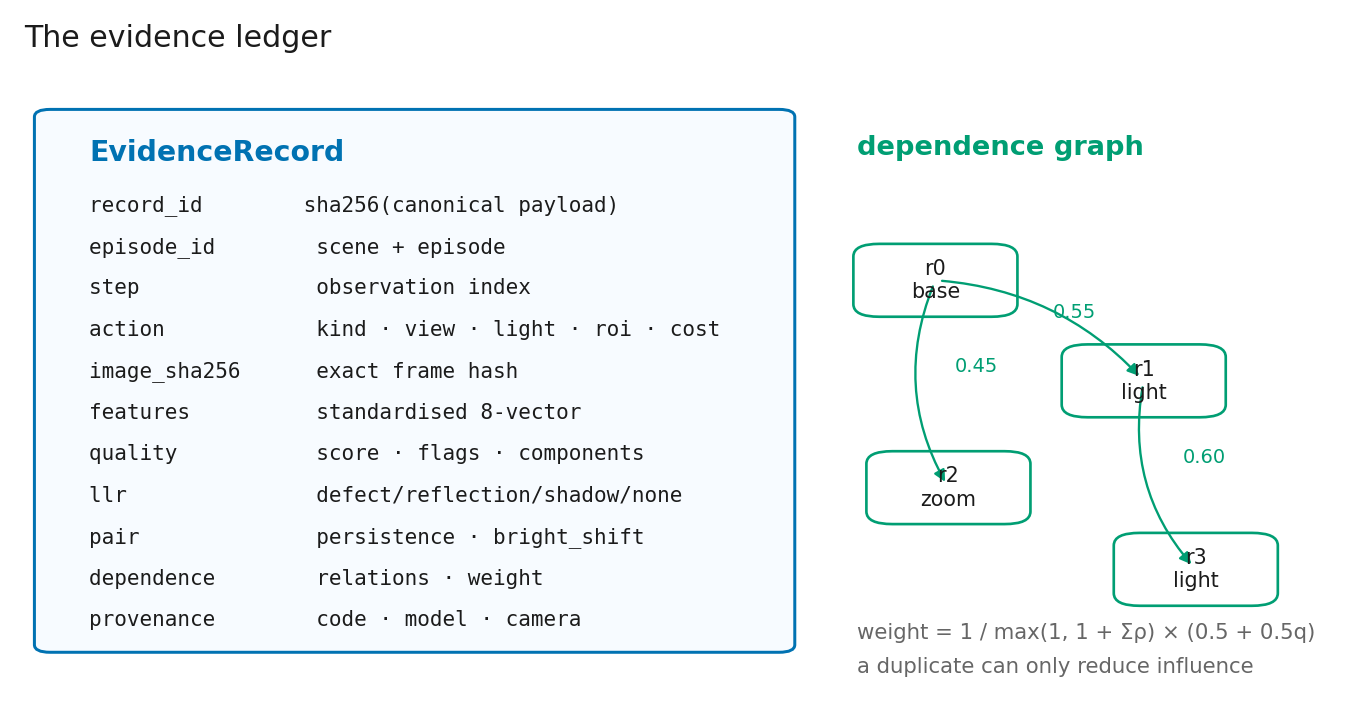 The evidence ledger
EvidenceRecord
record_id sha256(canonical payload)
episode_id scene + episode
step observation index
action kind · view · light · roi · cost
image_sha256 exact frame hash
features standardised 8-vector
quality score · flags · components
llr defect/reflection/shadow/none
pair persistence · bright_shift
dependence relations · weight
provenance code · model · camera
dependence graph
r0
base
0.55
0.45
r1
light
0.60
r2
zoom
r3
light
weight = 1 / max(1, 1 + Σρ) × (0.5 + 0.5q)
a duplicate can only reduce influence